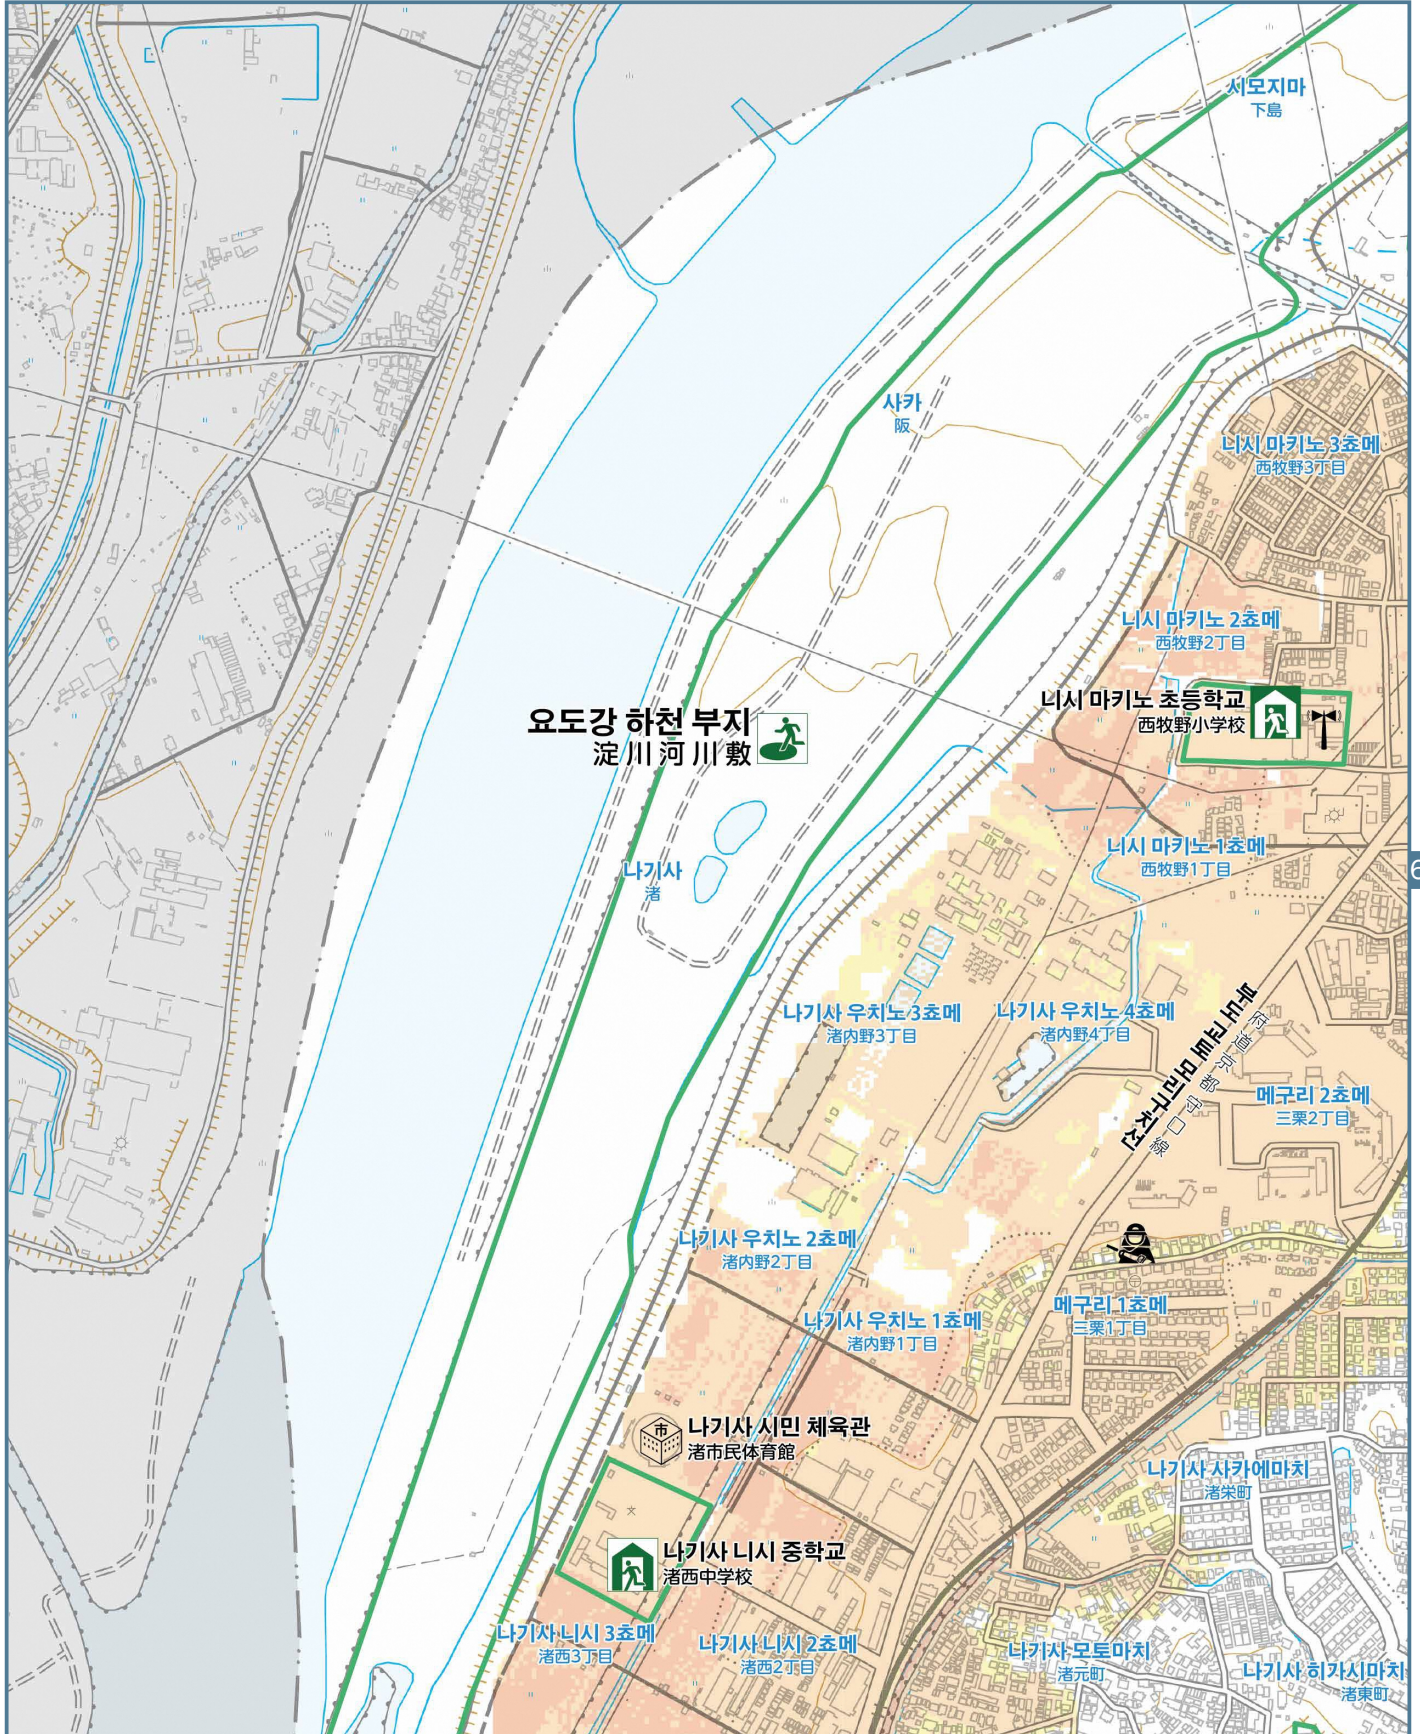 시모지마
下島
사카
阪
니시 마키노 3쵸메
西牧野3丁目
니시 마키노 2쵸메
西牧野2丁目
니시 마키노 초등학교
西牧野小学校
요도강 하천 부지
淀川河川敷
니시 마키노 1쵸메
西牧野1丁目
6
나기사
渚
나기사 우치노 3쵸메
渚内野3丁目
나기사 우치노 4쵸메
渚内野4丁目
부도 교토 모리구치선
府道京都守口線
메구리 2쵸메
三栗2丁目
나기사 우치노 2쵸메
渚内野2丁目
메구리 1쵸메
三栗1丁目
나기사 우치노 1쵸메
渚内野1丁目
市
나기사 시민 체육관
渚市民体育館
나기사 사카에마치
渚栄町
文
나기사 니시 중학교
渚西中学校
나기사 니시 3쵸메
渚西3丁目
나기사 니시 2쵸메
渚西2丁目
나기사 모토마치
渚元町
나기사 히가시마치
渚東町